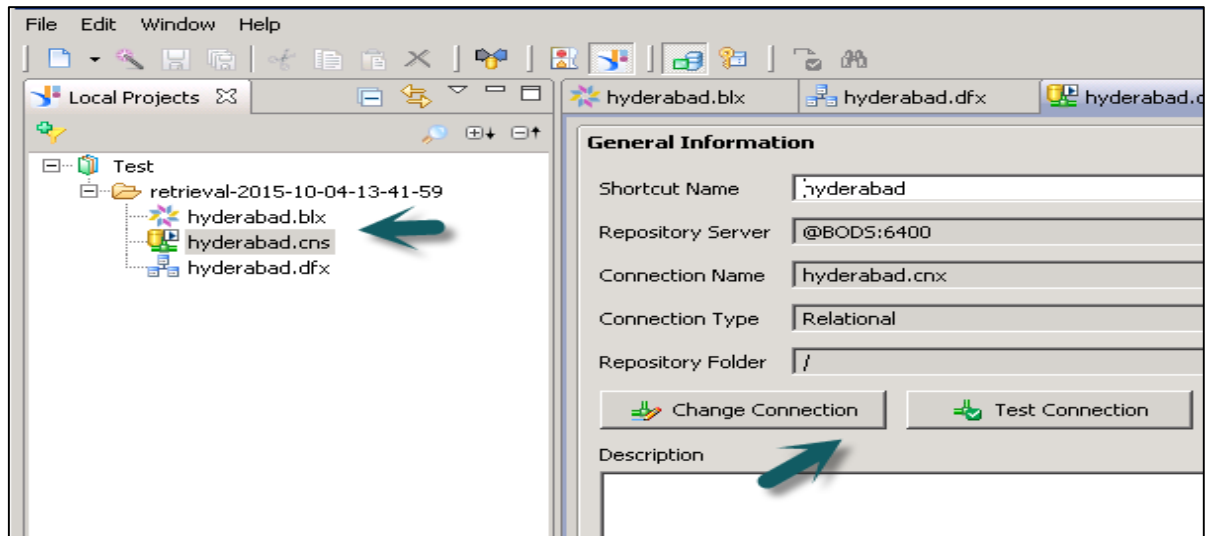 File Edit Window Help
Local Projects
hyderabad.blx hyderabad.dfx hyderabad.c
Test
retrieval-2015-10-04-13-41-59
hyderabad.blx
hyderabad.cns
hyderabad.dfx
General Information
Shortcut Name hyderabad
Repository Server @BODS:6400
Connection Name hyderabad.cnx
Connection Type Relational
Repository Folder /
Change Connection Test Connection
Description